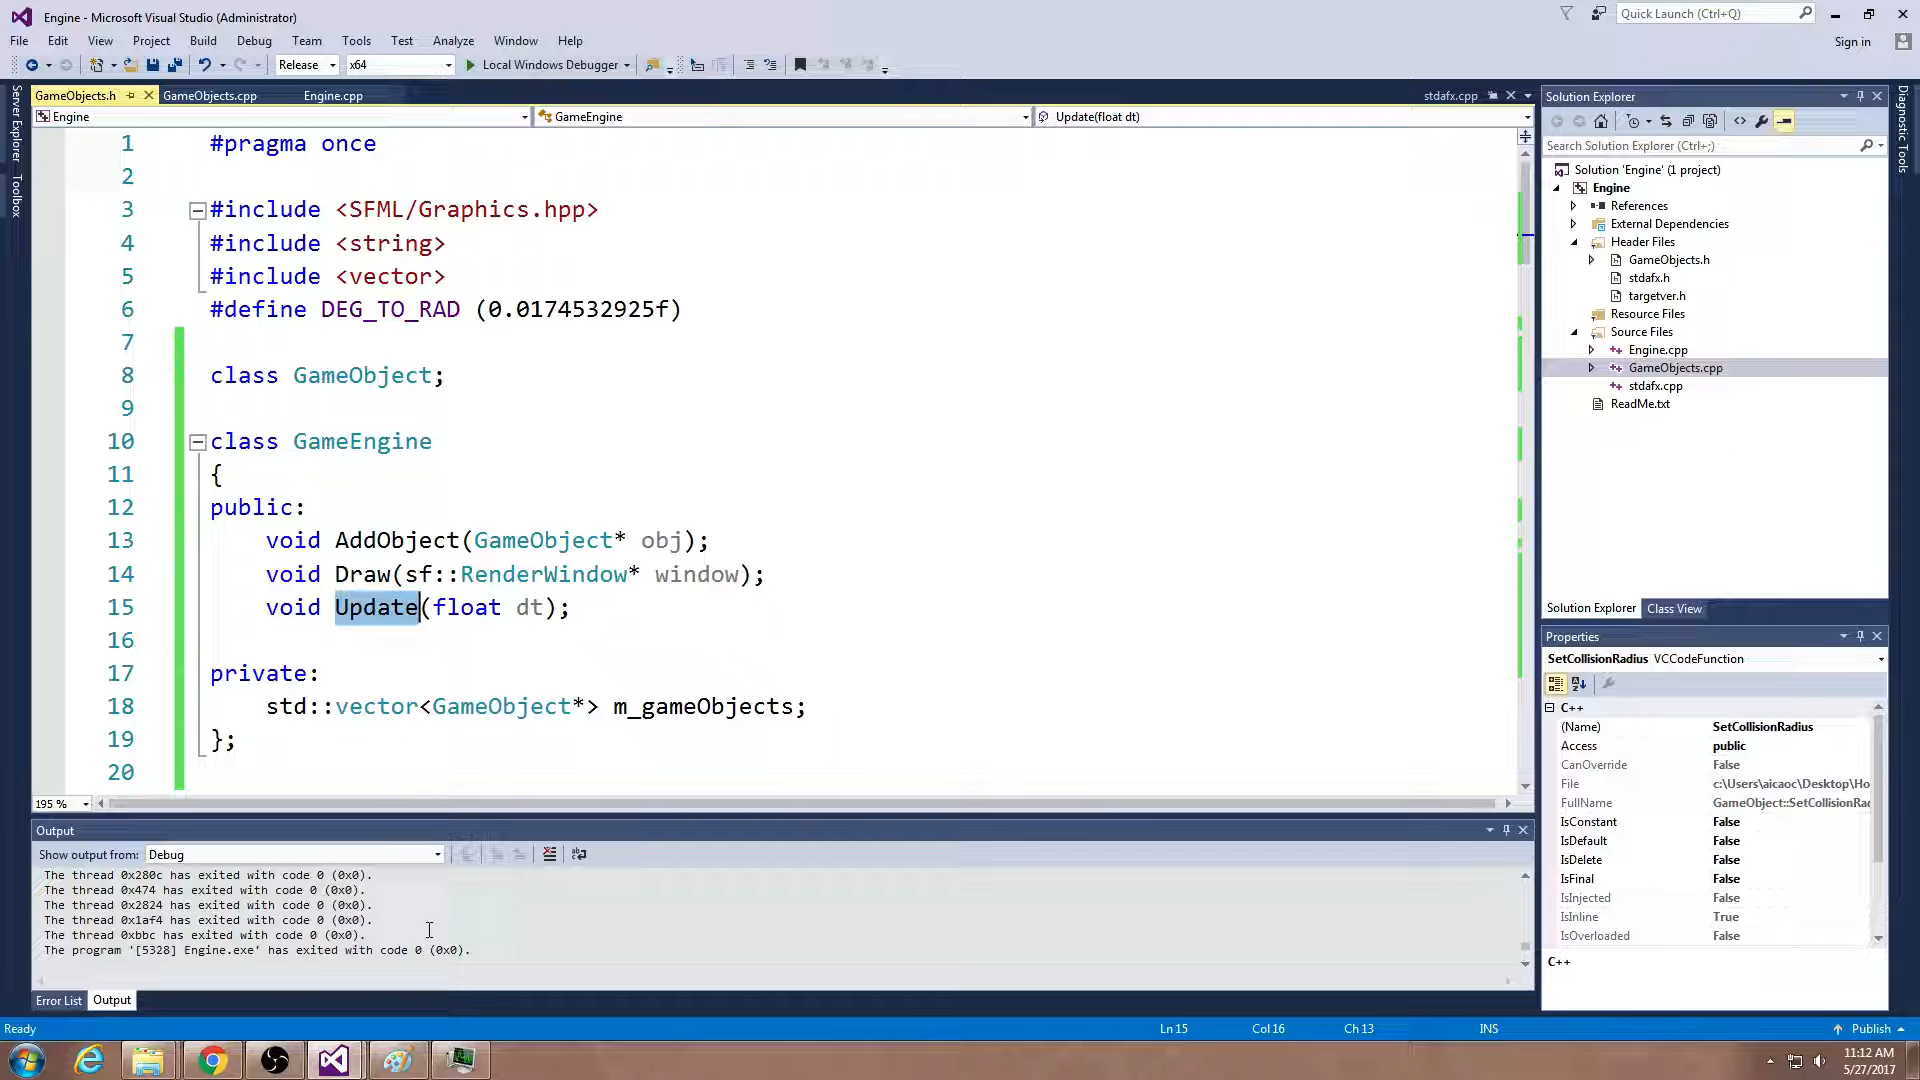 Engine - Microsoft Visual Studio (Administrator)
Quick Launch (Ctrl+Q)
File Edit View Project Build Debug Team Tools Test Analyze Window Help
Sign in
Release x64 Local Windows Debugger
Server Explorer
Toolbox
GameObjects.h GameObjects.cpp Engine.cpp stdafx.cpp
Engine GameEngine Update(float dt)
1 #pragma once
2
3 #include <SFML/Graphics.hpp>
4 #include <string>
5 #include <vector>
6 #define DEG_TO_RAD (0.0174532925f)
7
8 class GameObject;
9
10 class GameEngine
11 {
12 public:
13 void AddObject(GameObject* obj);
14 void Draw(sf::RenderWindow* window);
15 void Update(float dt);
16
17 private:
18 std::vector<GameObject*> m_gameObjects;
19 };
20
195 %
Output
Show output from: Debug
The thread 0x280c has exited with code 0 (0x0).
The thread 0x474 has exited with code 0 (0x0).
The thread 0x2824 has exited with code 0 (0x0).
The thread 0x1af4 has exited with code 0 (0x0).
The thread 0xbbc has exited with code 0 (0x0).
The program '[5328] Engine.exe' has exited with code 0 (0x0).
Error List Output
Solution Explorer
Search Solution Explorer (Ctrl+;)
Solution 'Engine' (1 project)
Engine
References
External Dependencies
Header Files
GameObjects.h
stdafx.h
targetver.h
Resource Files
Source Files
Engine.cpp
GameObjects.cpp
stdafx.cpp
ReadMe.txt
Solution Explorer Class View
Properties
SetCollisionRadius VCCodeFunction
C++
(Name) SetCollisionRadius
Access public
CanOverride False
File c:\Users\aicaoc\Desktop\Ho
FullName GameObject::SetCollisionRad
IsConstant False
IsDefault False
IsDelete False
IsFinal False
IsInjected False
IsInline True
IsOverloaded False
C++
Diagnostic Tools
Ready Ln 15 Col 16 Ch 13 INS Publish
11:12 AM
5/27/2017